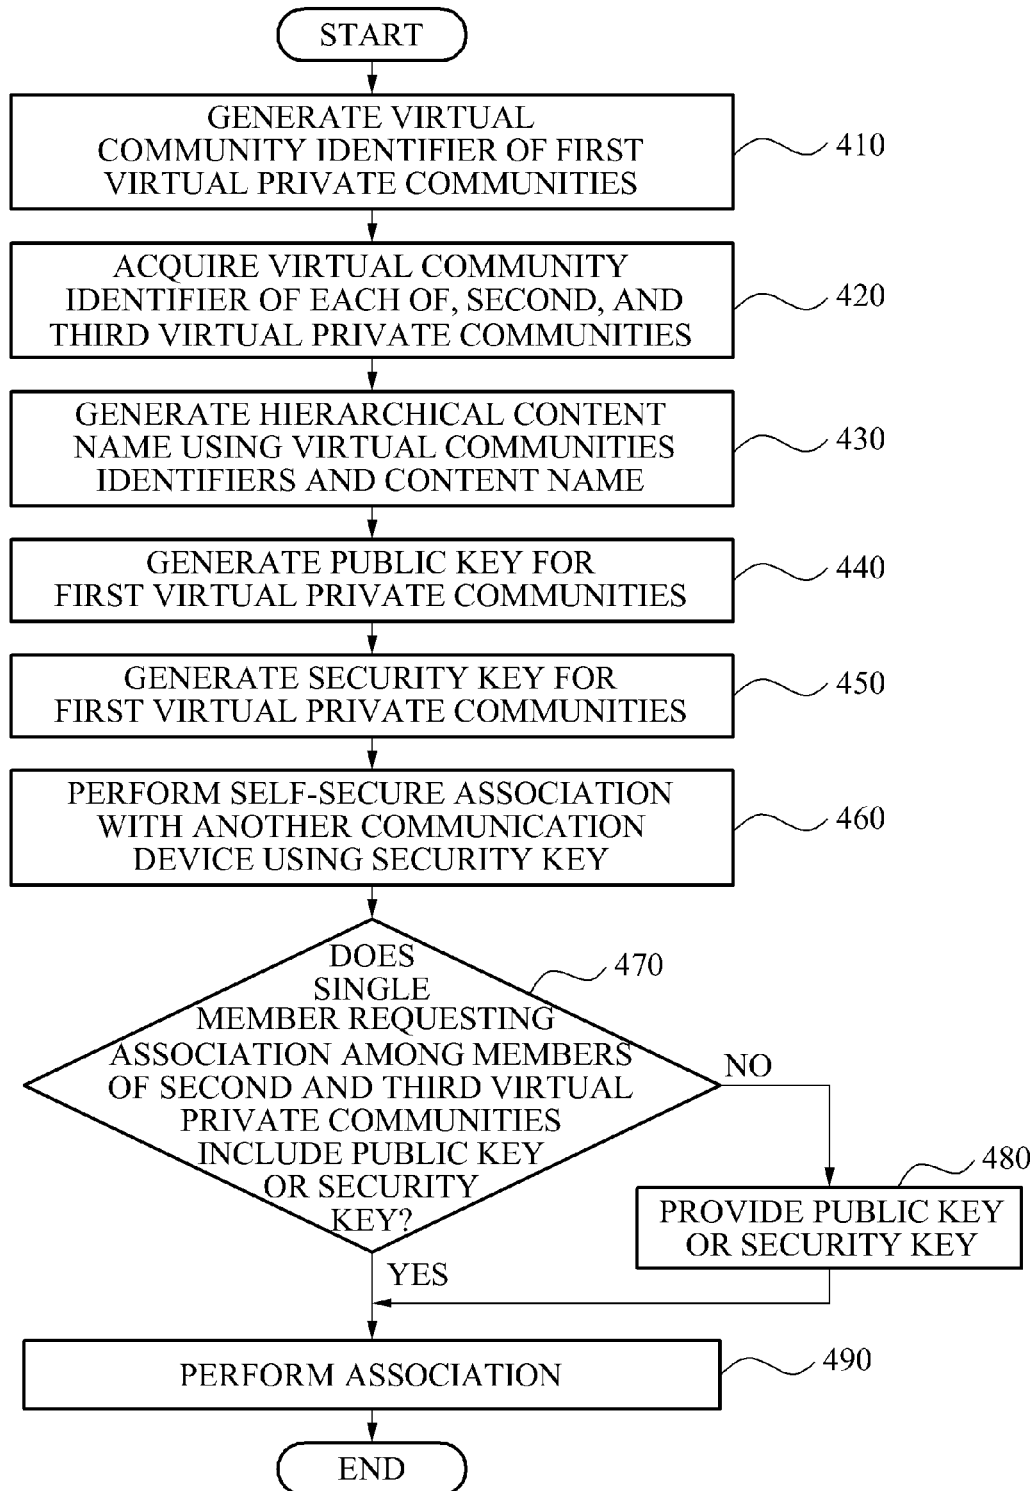 START
GENERATE VIRTUAL
COMMUNITY IDENTIFIER OF FIRST
VIRTUAL PRIVATE COMMUNITIES
410
ACQUIRE VIRTUAL COMMUNITY
IDENTIFIER OF EACH OF, SECOND, AND
THIRD VIRTUAL PRIVATE COMMUNITIES
420
GENERATE HIERARCHICAL CONTENT
NAME USING VIRTUAL COMMUNITIES
IDENTIFIERS AND CONTENT NAME
430
GENERATE PUBLIC KEY FOR
FIRST VIRTUAL PRIVATE COMMUNITIES
440
GENERATE SECURITY KEY FOR
FIRST VIRTUAL PRIVATE COMMUNITIES
450
PERFORM SELF-SECURE ASSOCIATION
WITH ANOTHER COMMUNICATION
DEVICE USING SECURITY KEY
460
DOES
SINGLE
MEMBER REQUESTING
ASSOCIATION AMONG MEMBERS
OF SECOND AND THIRD VIRTUAL
PRIVATE COMMUNITIES
INCLUDE PUBLIC KEY
OR SECURITY
KEY?
470
NO
480
PROVIDE PUBLIC KEY
OR SECURITY KEY
YES
PERFORM ASSOCIATION
490
END